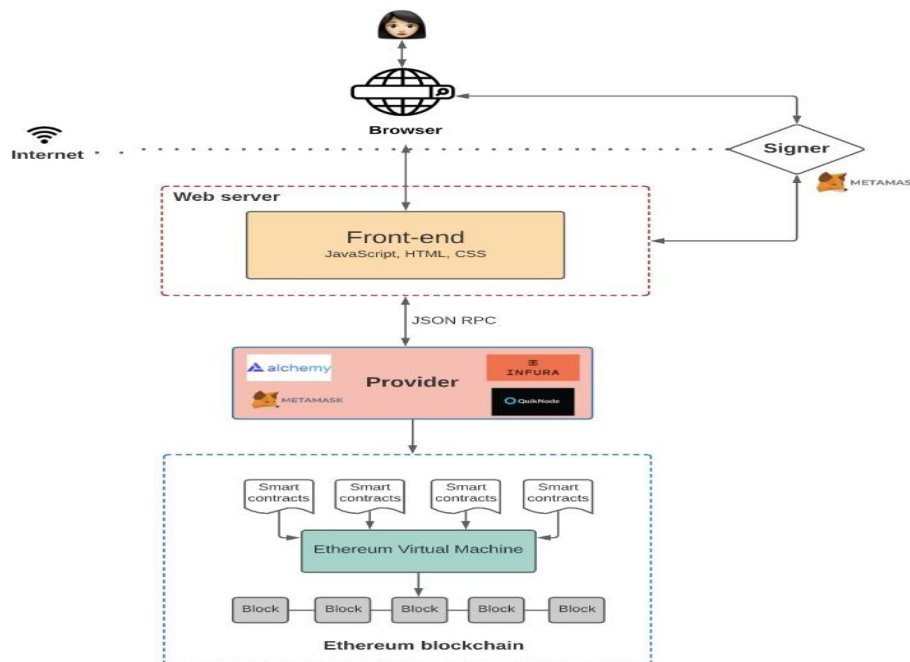 Browser
Internet
Signer
METAMAS
Web server
Front-end
JavaScript, HTML, CSS
JSON RPC
alchemy
Provider
INFURA
METAMASK
QuikNode
Smart
contracts
Smart
contracts
Smart
contracts
Smart
contracts
Ethereum Virtual Machine
Block
Block
Block
Block
Block
Ethereum blockchain